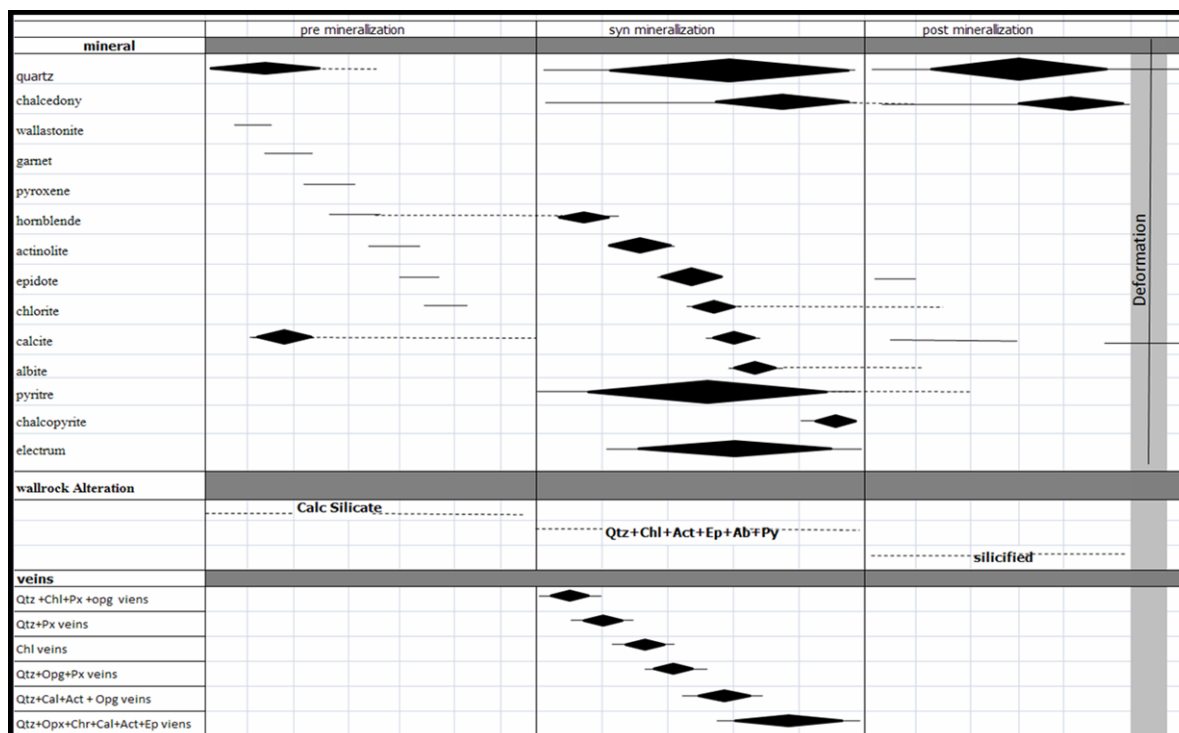 pre mineralization syn mineralization post mineralization
mineral
quartz
chalcedony
wallastonite
garnet
pyroxene
hornblende
actinolite
epidote
chlorite
calcite
albite
pyritre
chalcopyrite
electrum
Deformation
wallrock Alteration
Calc Silicate
Qtz+Chl+Act+Ep+Ab+Py
silicified
veins
Qtz +Chl+Px +opg viens
Qtz+Px veins
Chl veins
Qtz+Opg+Px veins
Qtz+Cal+Act + Opg veins
Qtz+Opx+Chr+Cal+Act+Ep viens